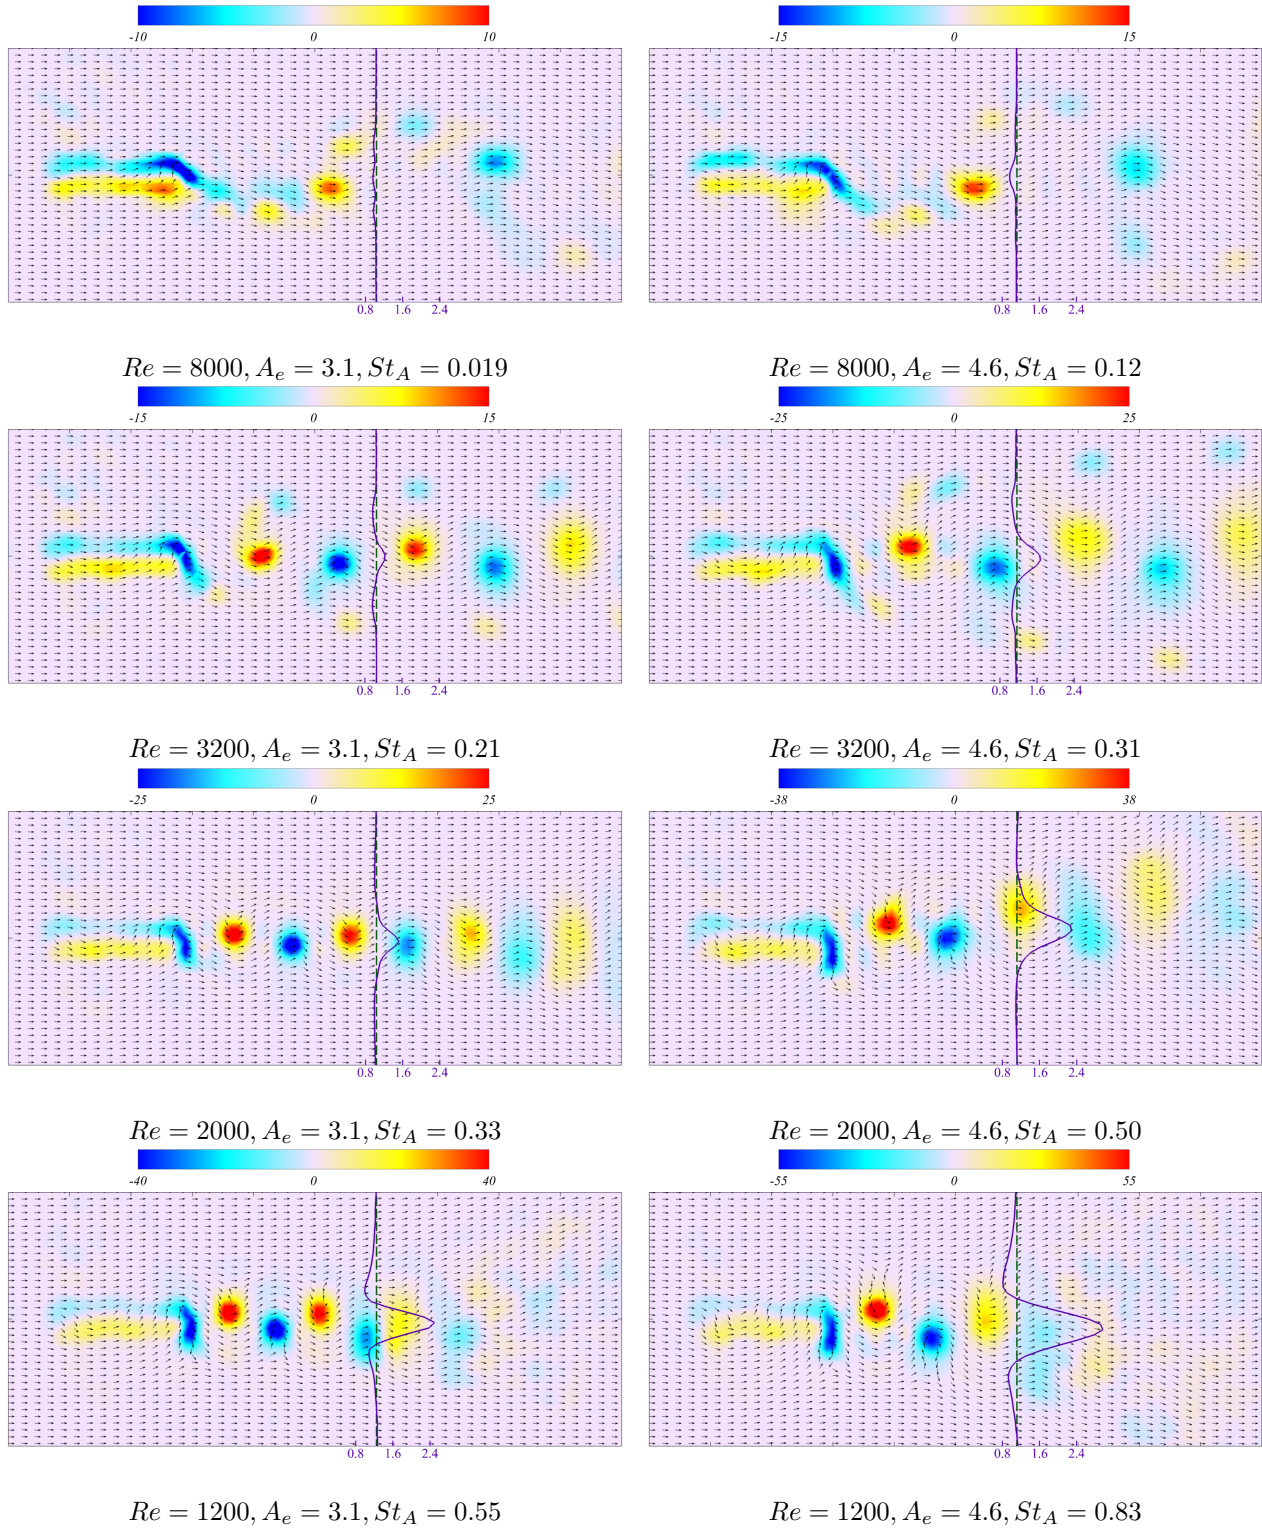 -10 0 10 -15 0 15
0.8 1.6 2.4 0.8 1.6 2.4
Re = 8000, A_e = 3.1, St_A = 0.019 Re = 8000, A_e = 4.6, St_A = 0.12
-15 0 15 -25 0 25
0.8 1.6 2.4 0.8 1.6 2.4
Re = 3200, A_e = 3.1, St_A = 0.21 Re = 3200, A_e = 4.6, St_A = 0.31
-25 0 25 -38 0 38
0.8 1.6 2.4 0.8 1.6 2.4
Re = 2000, A_e = 3.1, St_A = 0.33 Re = 2000, A_e = 4.6, St_A = 0.50
-40 0 40 -55 0 55
0.8 1.6 2.4 0.8 1.6 2.4
Re = 1200, A_e = 3.1, St_A = 0.55 Re = 1200, A_e = 4.6, St_A = 0.83